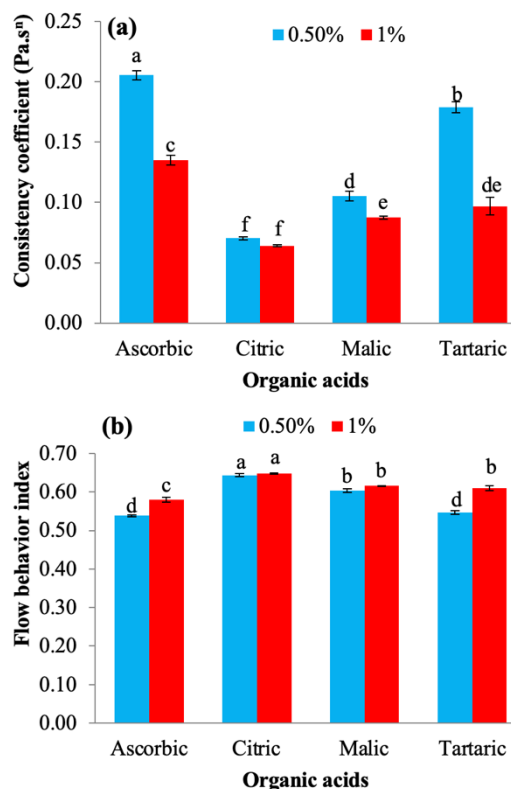 (a)
0.50% 1%
Consistency coefficient (Pa.sⁿ)
0.20
0.15
0.10
0.05
0.00
a
c
f
f
d
e
b
de
Ascorbic Citric Malic Tartaric
Organic acids
(b)
0.50% 1%
Flow behavior index
0.70
0.60
0.50
0.40
0.30
0.20
0.10
0.00
d
c
a
a
b
b
d
b
Ascorbic Citric Malic Tartaric
Organic acids